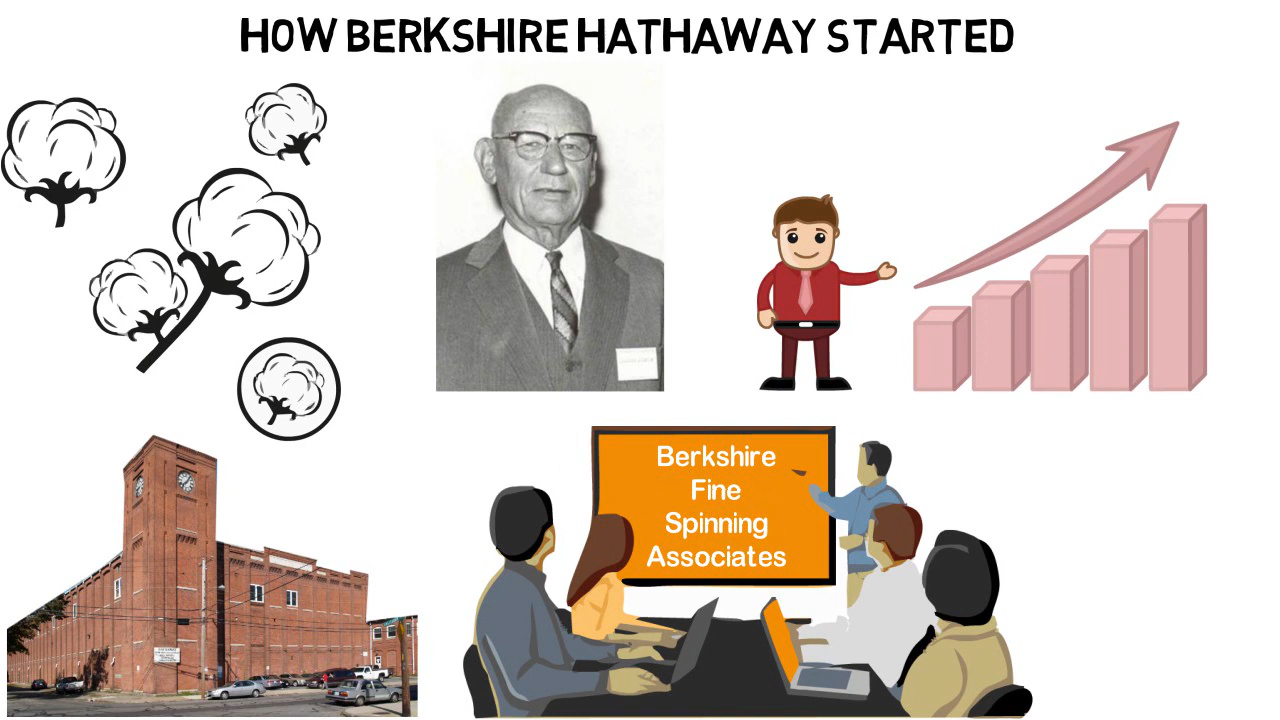 HOW BERKSHIRE HATHAWAY STARTED
Berkshire
Fine
Spinning
Associates